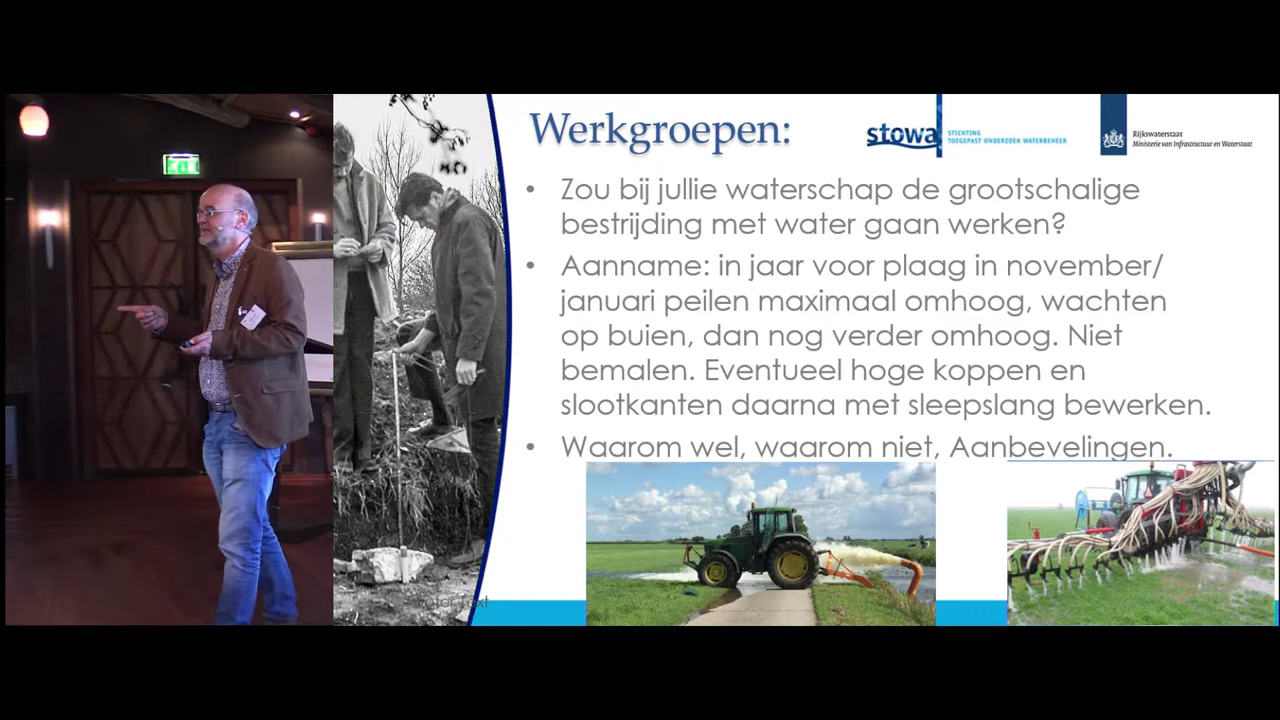 Werkgroepen:
stowa
STICHTING
TOEGEPAST ONDERZOEK WATERBEHEER
Rijkswaterstaat
Ministerie van Infrastructuur en Waterstaat
• Zou bij jullie waterschap de grootschalige
bestrijding met water gaan werken?
• Aanname: in jaar voor plaag in november/
januari peilen maximaal omhoog, wachten
op buien, dan nog verder omhoog. Niet
bemalen. Eventueel hoge koppen en
slootkanten daarna met sleepslang bewerken.
• Waarom wel, waarom niet, Aanbevelingen.